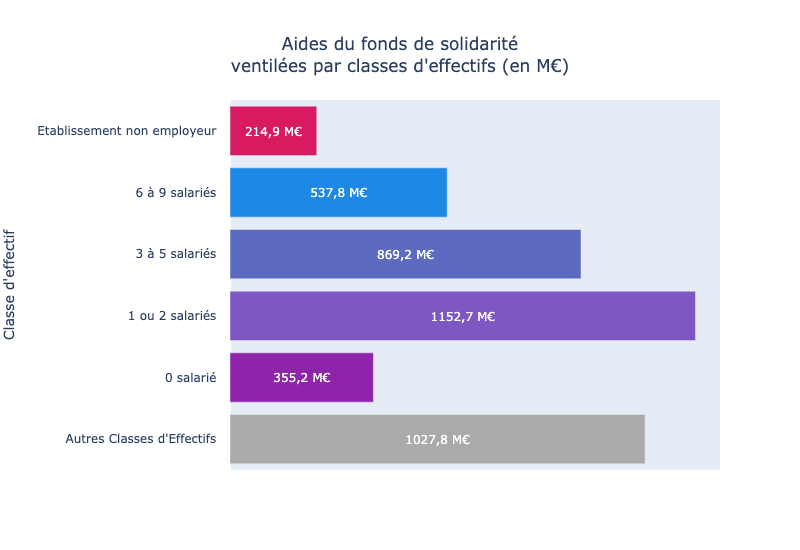 Aides du fonds de solidarité
ventilées par classes d'effectifs (en M€)
Classe d'effectif
Etablissement non employeur
214,9 M€
6 à 9 salariés
537,8 M€
3 à 5 salariés
869,2 M€
1 ou 2 salariés
1152,7 M€
0 salarié
355,2 M€
Autres Classes d'Effectifs
1027,8 M€